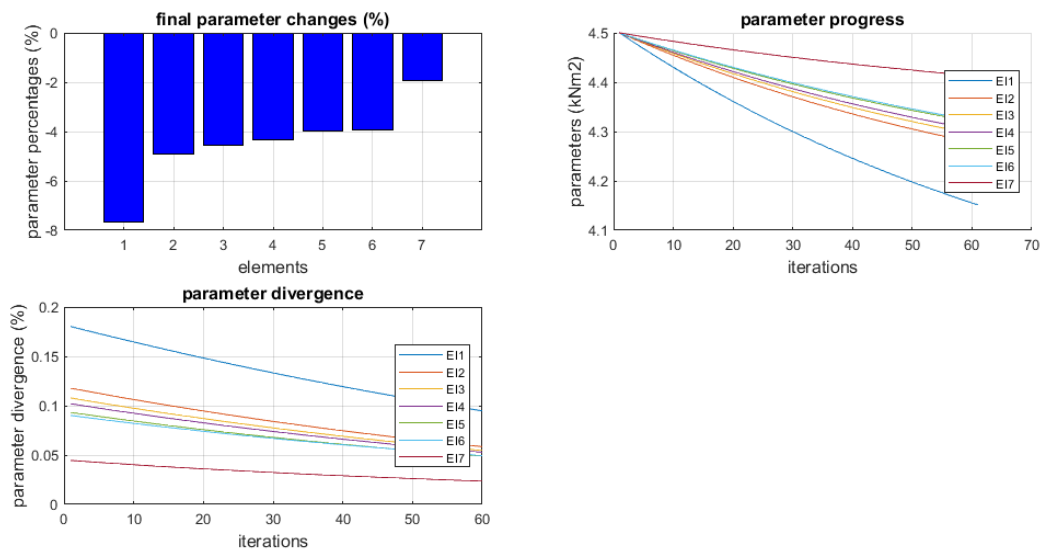 final parameter changes (%)
parameter percentages (%)
0
-2
-4
-6
-8
1 2 3 4 5 6 7
elements
parameter progress
parameters (kNm2)
4.5
4.4
4.3
4.2
4.1
EI1
EI2
EI3
EI4
EI5
EI6
EI7
0 10 20 30 40 50 60 70
iterations
parameter divergence
parameter divergence (%)
0.2
0.15
0.1
0.05
0
EI1
EI2
EI3
EI4
EI5
EI6
EI7
0 10 20 30 40 50 60
iterations